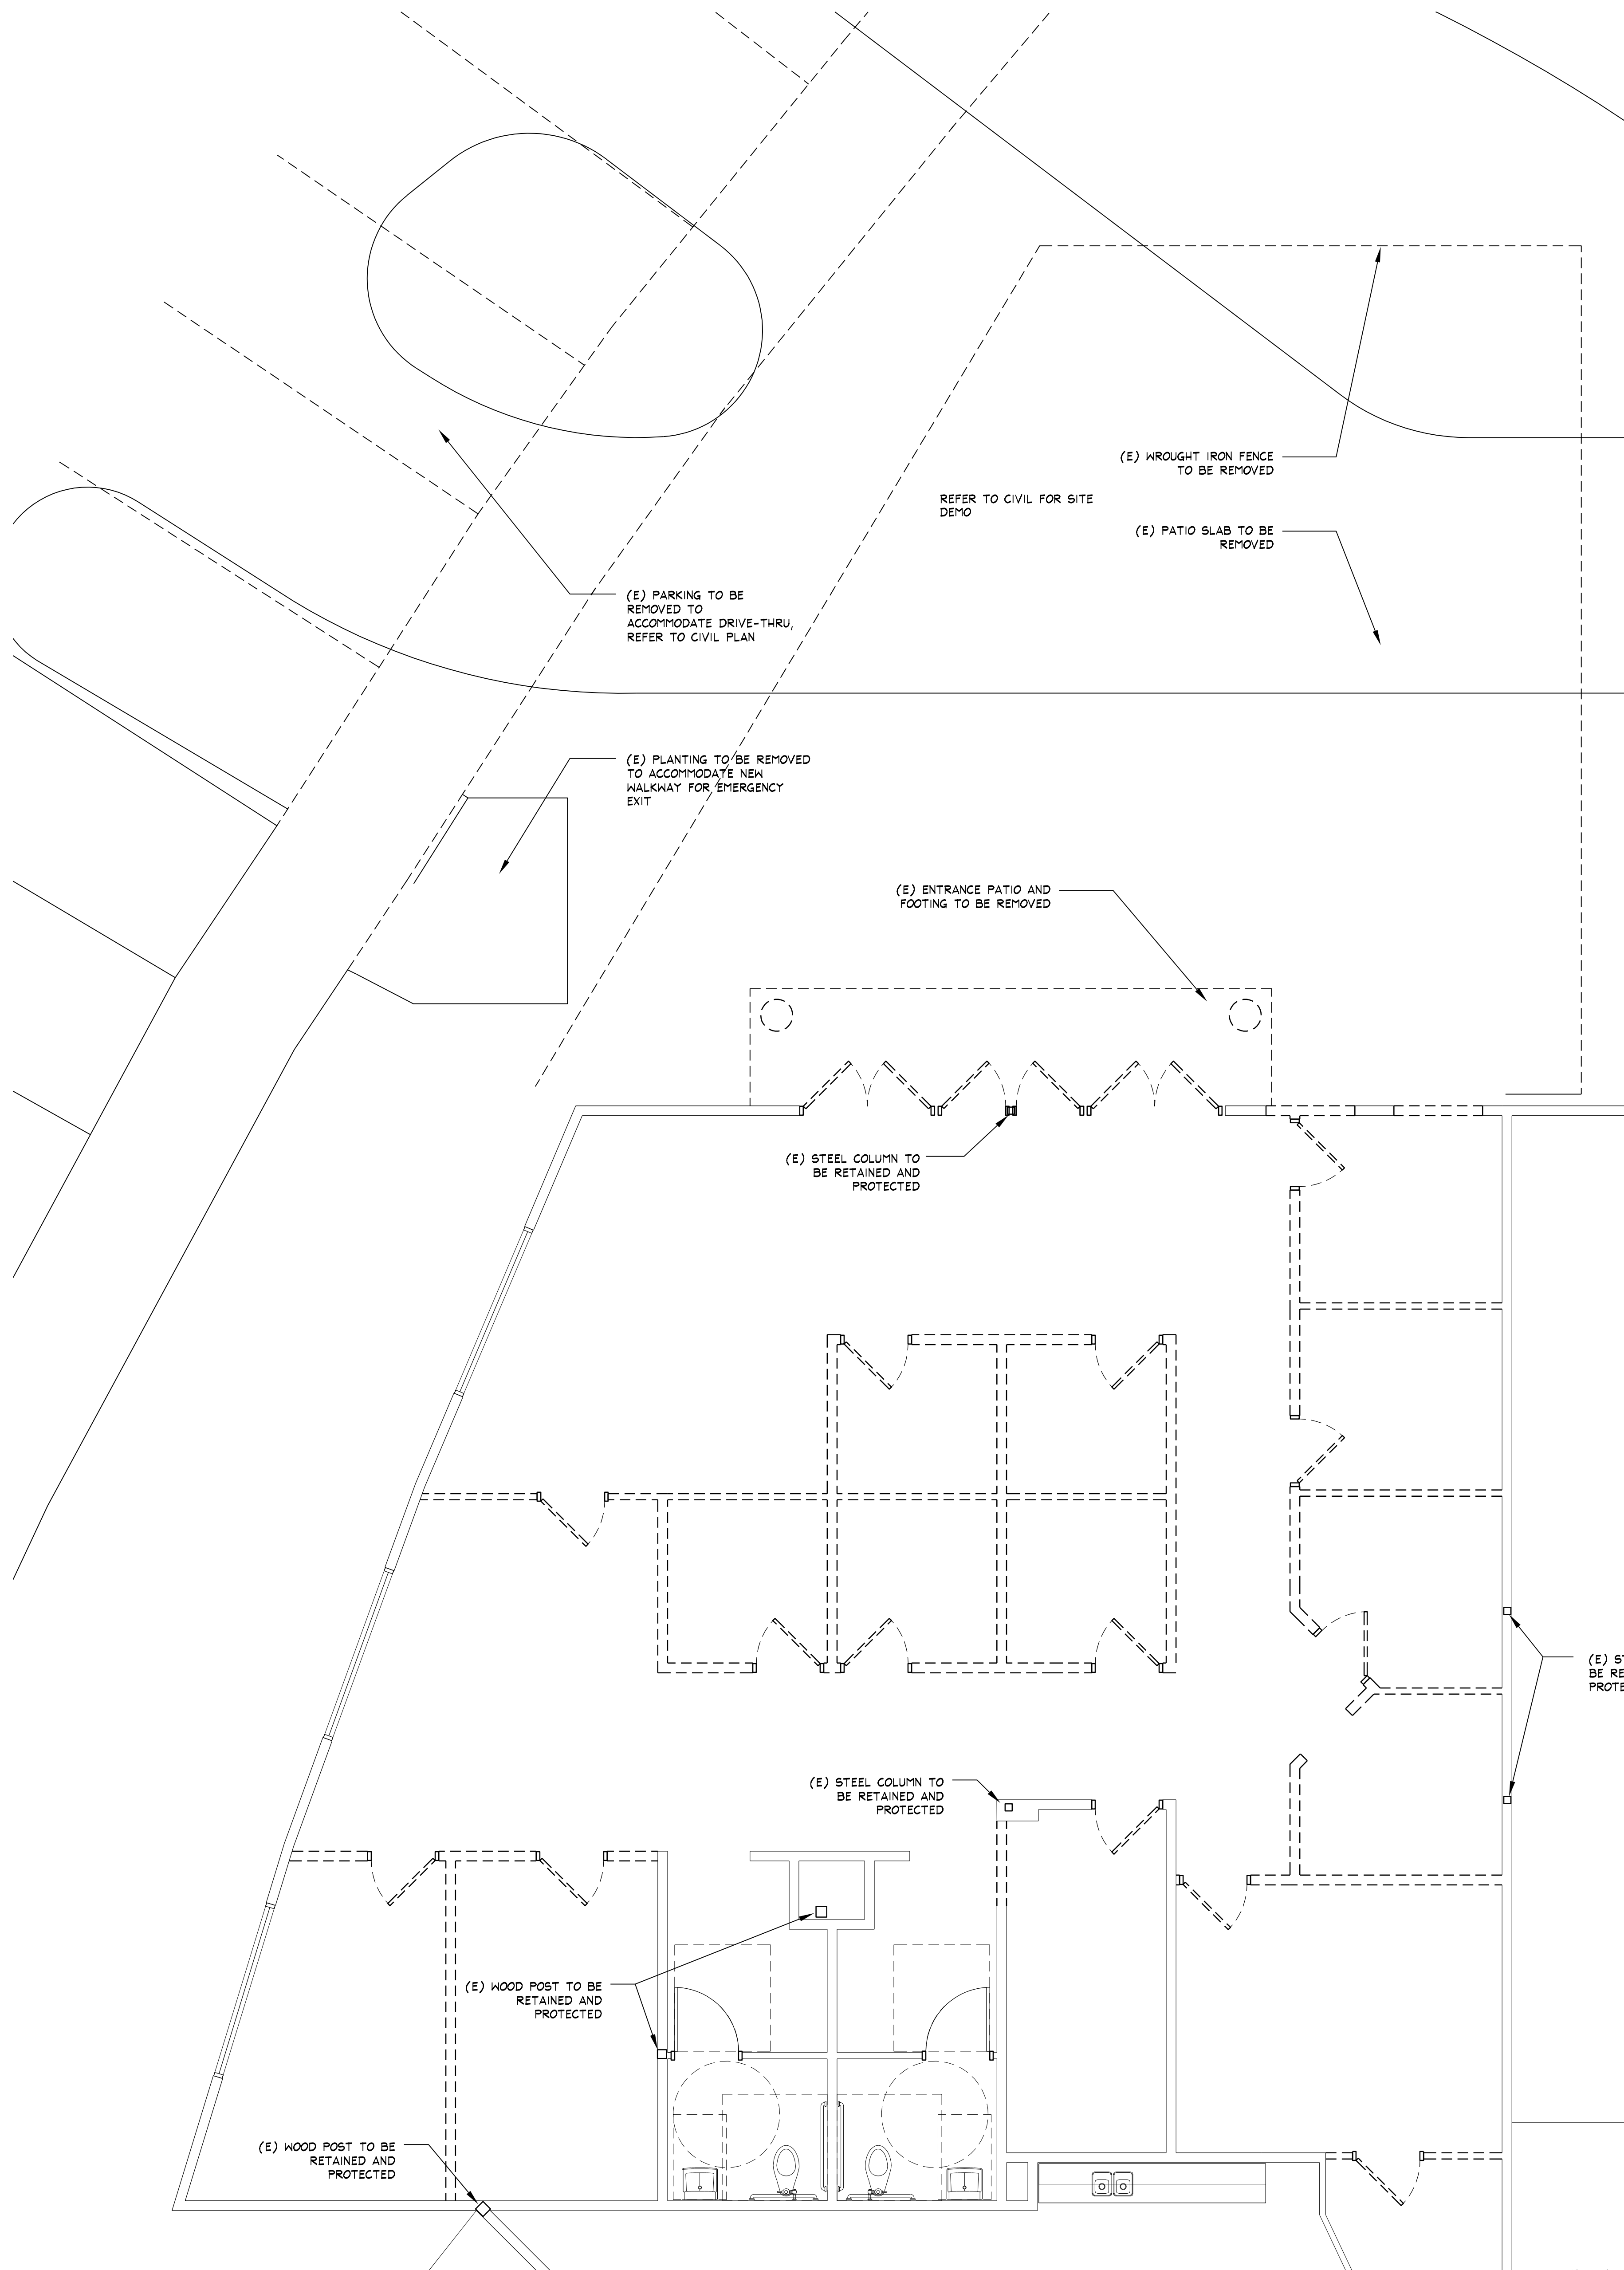 (E) WROUGHT IRON FENCE
TO BE REMOVED
REFER TO CIVIL FOR SITE
DEMO
(E) PATIO SLAB TO BE
REMOVED
(E) PARKING TO BE
REMOVED TO
ACCOMMODATE DRIVE-THRU,
REFER TO CIVIL PLAN
(E) PLANTING TO BE REMOVED
TO ACCOMMODATE NEW
WALKWAY FOR EMERGENCY
EXIT
(E) ENTRANCE PATIO AND
FOOTING TO BE REMOVED
(E) STEEL COLUMN TO
BE RETAINED AND
PROTECTED
(E)
BE
(E) STEEL COLUMN TO
BE RETAINED AND
PROTECTED
(E) WOOD POST TO BE
RETAINED AND
PROTECTED
(E) WOOD POST TO BE
RETAINED AND
PROTECTED